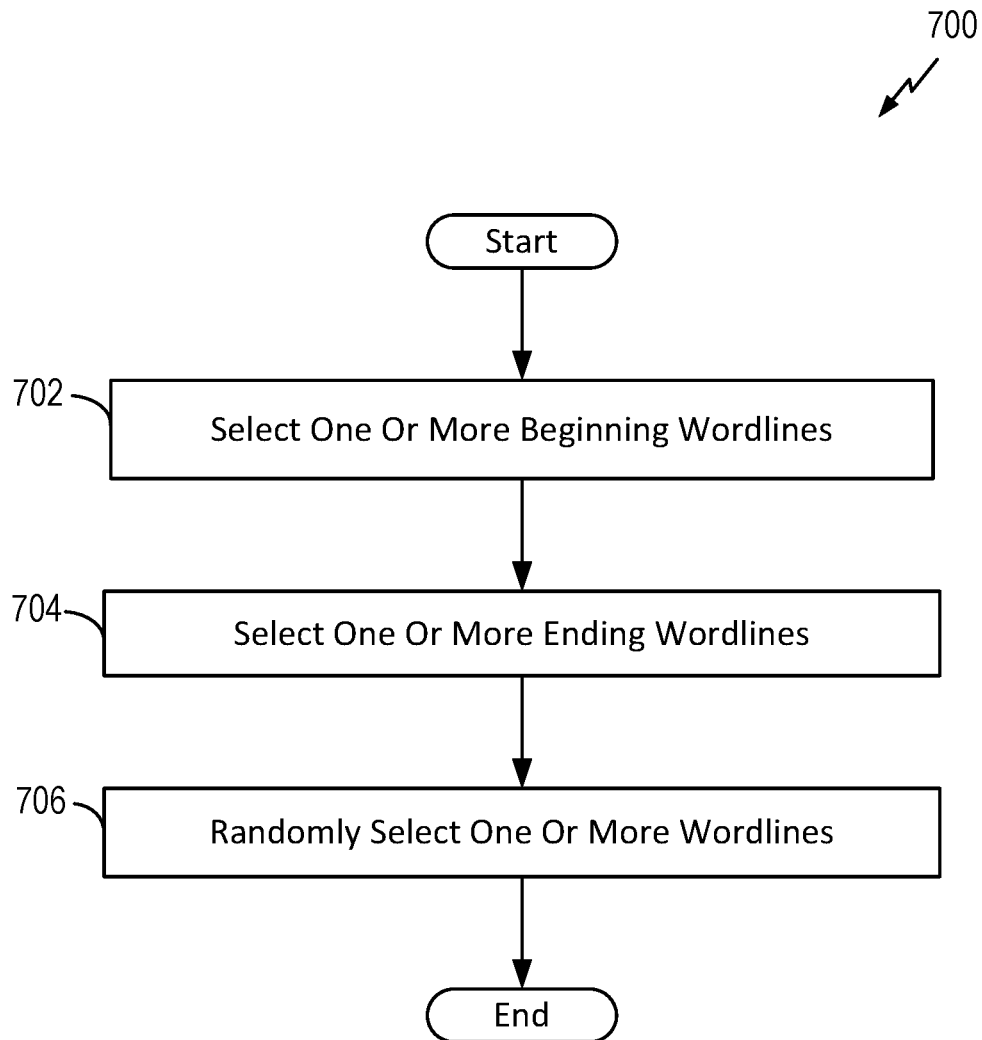 700
Start
702
Select One Or More Beginning Wordlines
704
Select One Or More Ending Wordlines
706
Randomly Select One Or More Wordlines
End